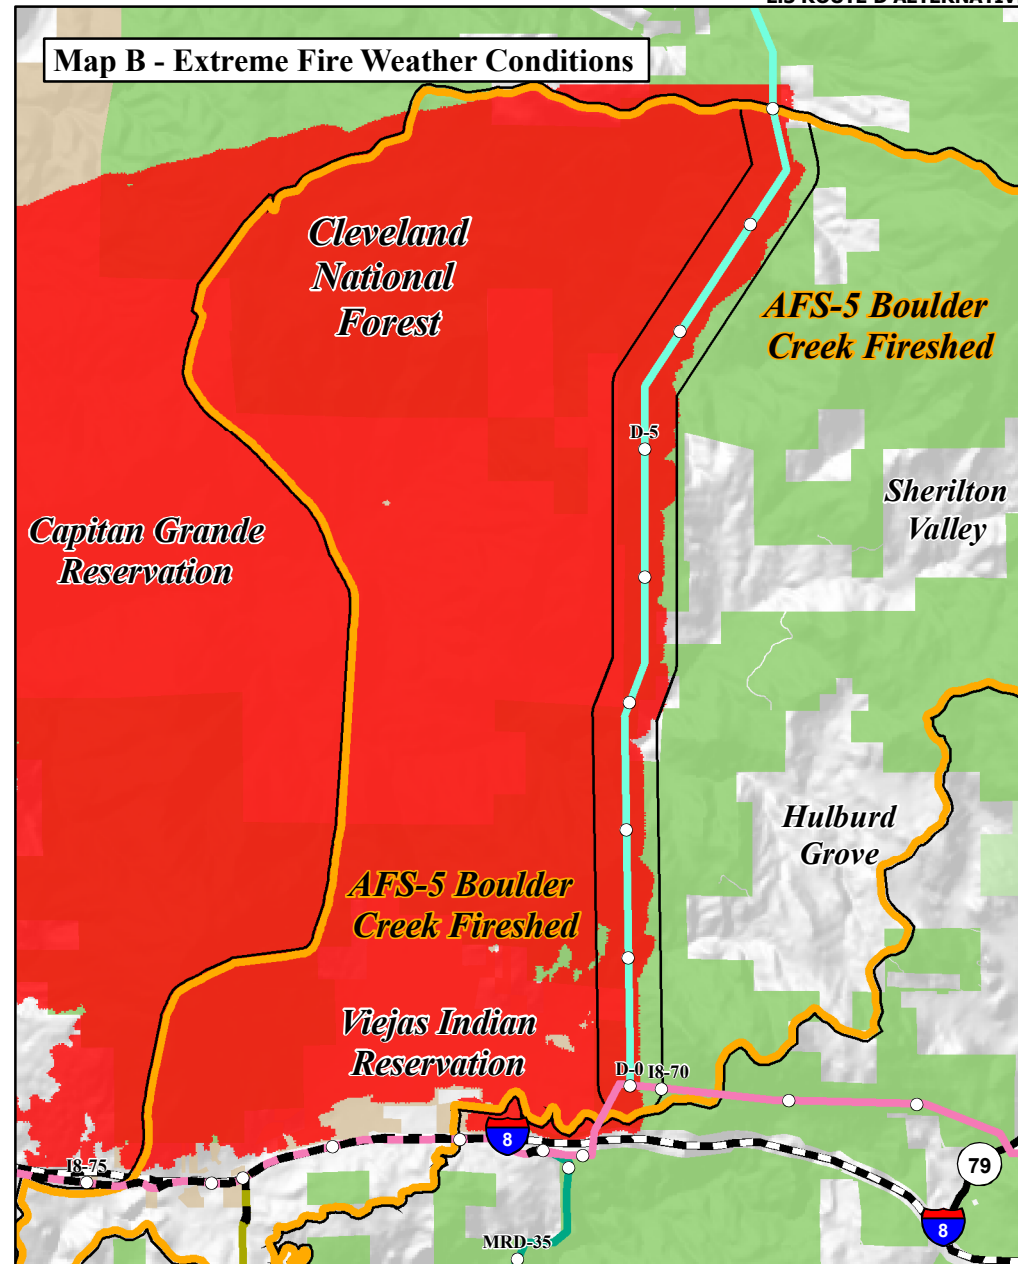 Map B - Extreme Fire Weather Conditions
Cleveland
National
Forest
AFS-5 Boulder
Creek Fireshed
D-5
Sherilton
Valley
Capitan Grande
Reservation
Hulburd
Grove
AFS-5 Boulder
Creek Fireshed
Viejas Indian
Reservation
D-0
I8-70
8
I8-75
79
8
MRD-35